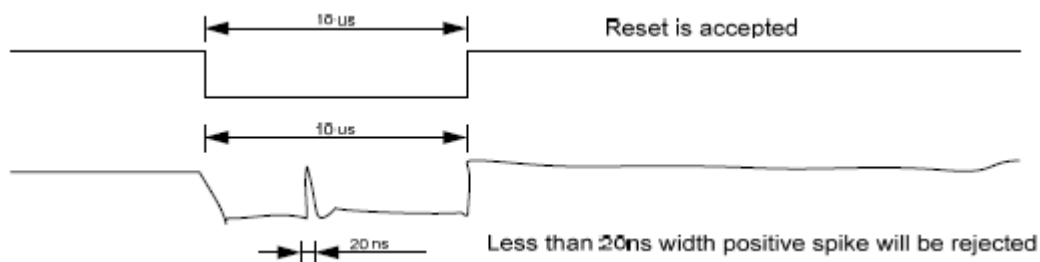 10 us
Reset is accepted
10 us
20 ns
Less than 20ns width positive spike will be rejected